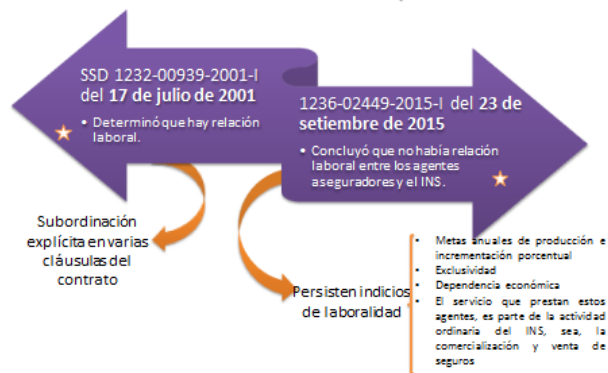 SSD 1232-00939-2001-I
del 17 de julio de 2001
• Determinó que hay relación
laboral.
1236-02449-2015-I del 23 de
setiembre de 2015
• Concluyó que no había relación
laboral entre los agentes
aseguradores y el INS.
Subordinación
explícita en varias
cláusulas del
contrato
Persisten indicios
de laboralidad
• Metas anuales de producción e
incrementación porcentual
• Exclusividad
• Dependencia económica
• El servicio que prestan estos
agentes, es parte de la actividad
ordinaria del INS, sea, la
comercialización y venta de
seguros